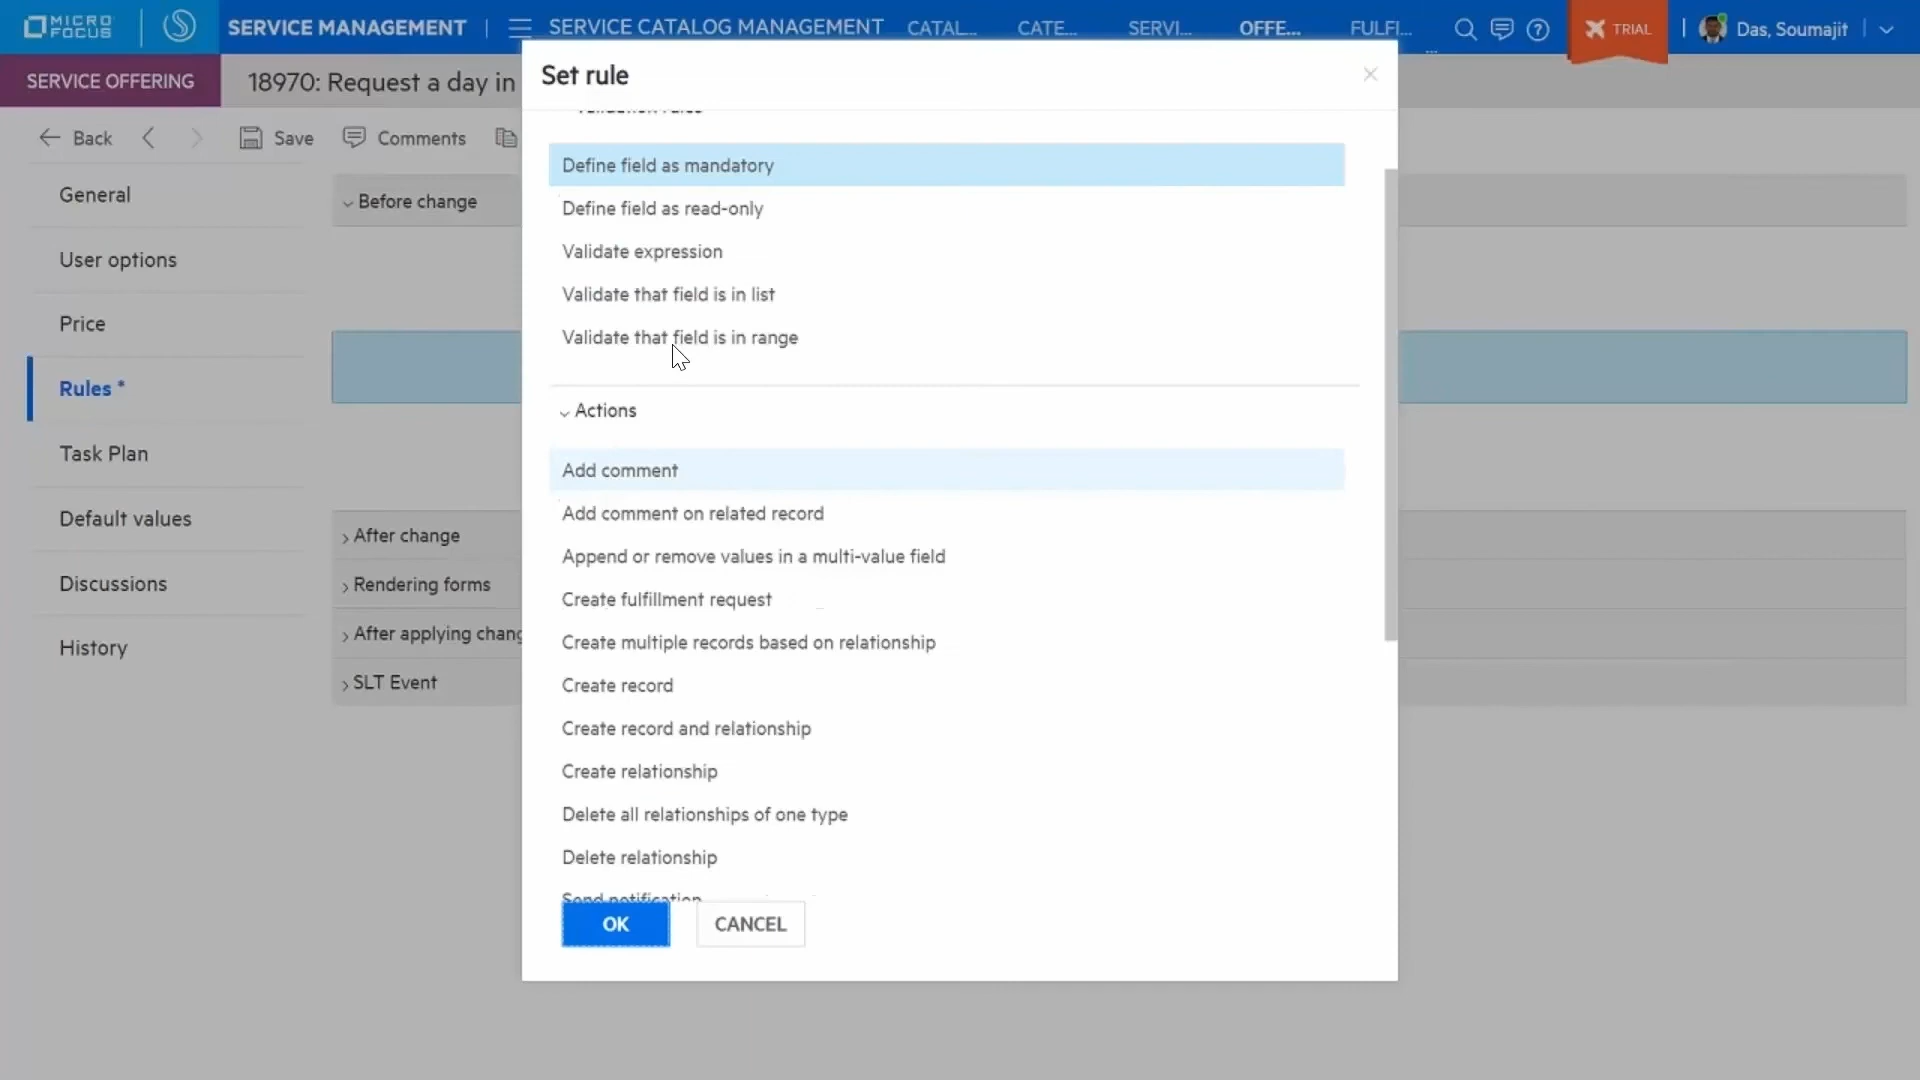 MICRO FOCUS
SERVICE MANAGEMENT
SERVICE CATALOG MANAGEMENT
CATAL...
CATE...
SERVI...
OFFE...
FULFI...
...
TRIAL
Das, Soumajit
SERVICE OFFERING
18970: Request a day in
Back
Save
Comments
General
User options
Price
Rules *
Task Plan
Default values
Discussions
History
Before change
After change
Rendering forms
After applying chang
SLT Event
Set rule
Validation rules
Define field as mandatory
Define field as read-only
Validate expression
Validate that field is in list
Validate that field is in range
Actions
Add comment
Add comment on related record
Append or remove values in a multi-value field
Create fulfillment request
Create multiple records based on relationship
Create record
Create record and relationship
Create relationship
Delete all relationships of one type
Delete relationship
Send notification
OK
CANCEL